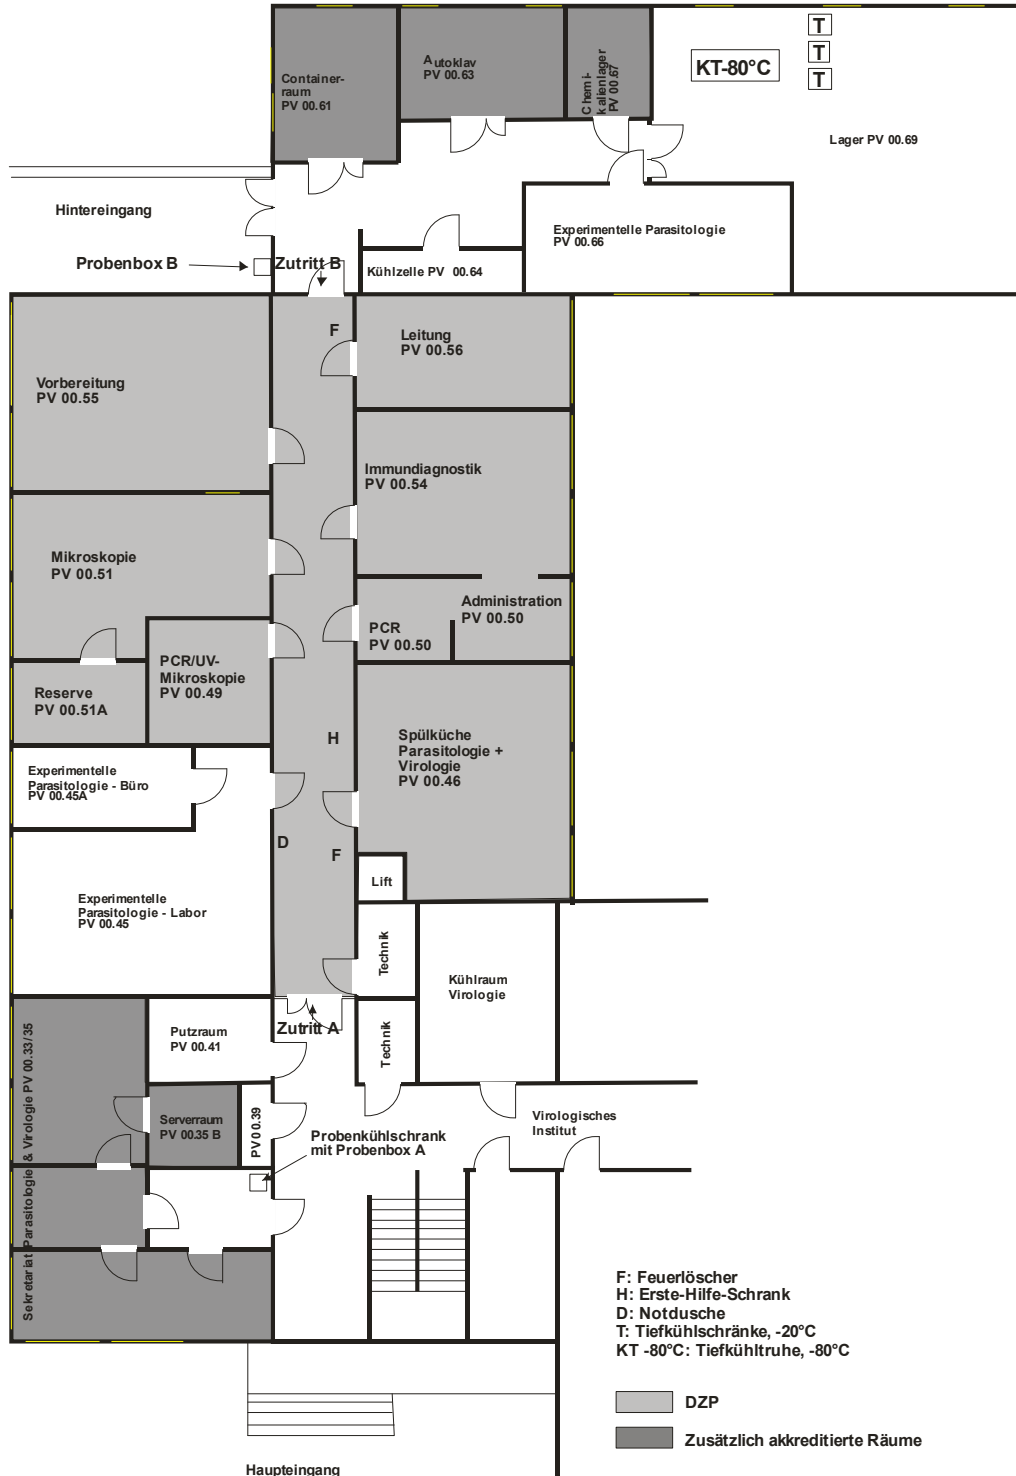 T
T
T
KT-80°C
Container-
raum
PV 00.61
Autoklav
PV 00.63
Chemi-
kalienlager
PV 00.67
Lager PV 00.69
Hintereingang
Experimentelle Parasitologie
PV 00.66
Probenbox B
Zutritt B
Kühlzelle PV 00.64
F
Leitung
PV 00.56
Vorbereitung
PV 00.55
Immundiagnostik
PV 00.54
Mikroskopie
PV 00.51
Administration
PV 00.50
PCR
PV 00.50
PCR/UV-
Mikroskopie
PV 00.49
Reserve
PV 00.51A
H
Spülküche
Parasitologie +
Virologie
PV 00.46
Experimentelle
Parasitologie - Büro
PV 00.45A
D
F
Lift
Experimentelle
Parasitologie - Labor
PV 00.45
Technik
Kühlraum
Virologie
Zutritt A
Putzraum
PV 00.41
Technik
Sekretariat Parasitologie & Virologie PV 00.33/35
Serverraum
PV 00.35 B
PV 00.39
Probenkühlschrank
mit Probenbox A
Virologisches
Institut
F: Feuerlöscher
H: Erste-Hilfe-Schrank
D: Notdusche
T: Tiefkühlschränke, -20°C
KT -80°C: Tiefkühltruhe, -80°C
DZP
Zusätzlich akkreditierte Räume
Haupteingang